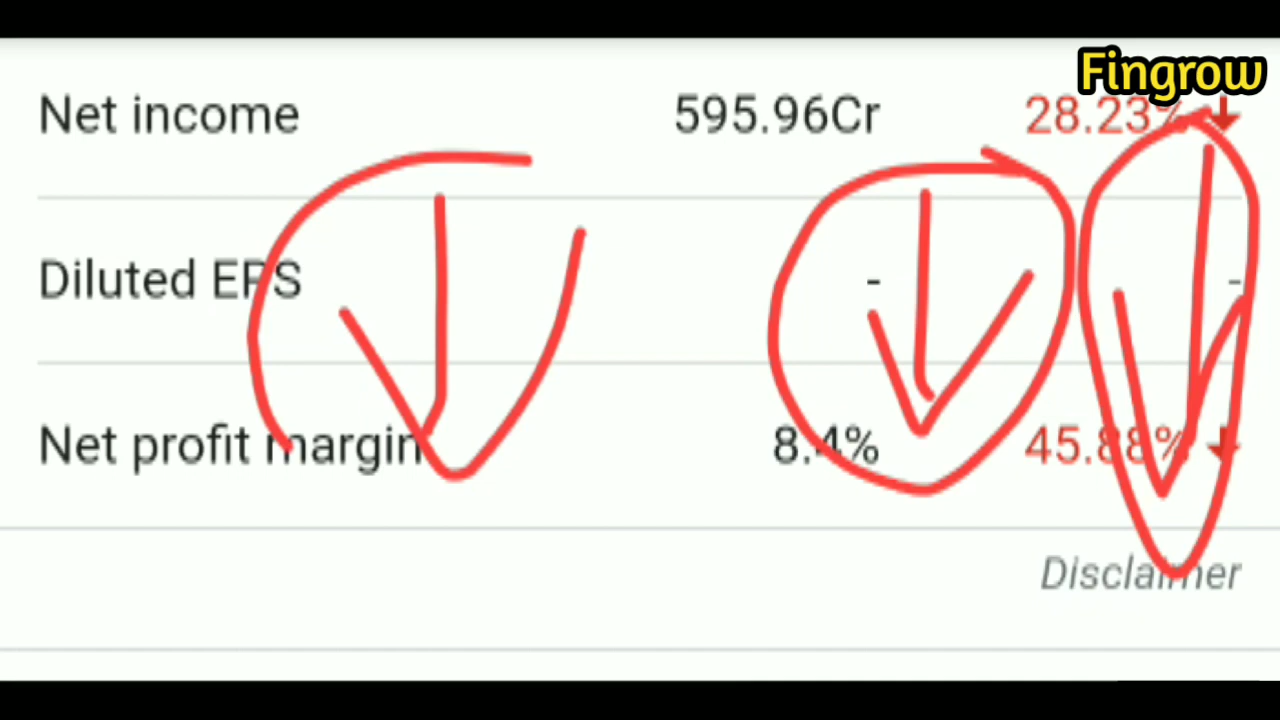 Fingrow
Net income 595.96Cr 28.23% ↓
Diluted EPS - -
Net profit margin 8.4% 45.88% ↓
Disclaimer